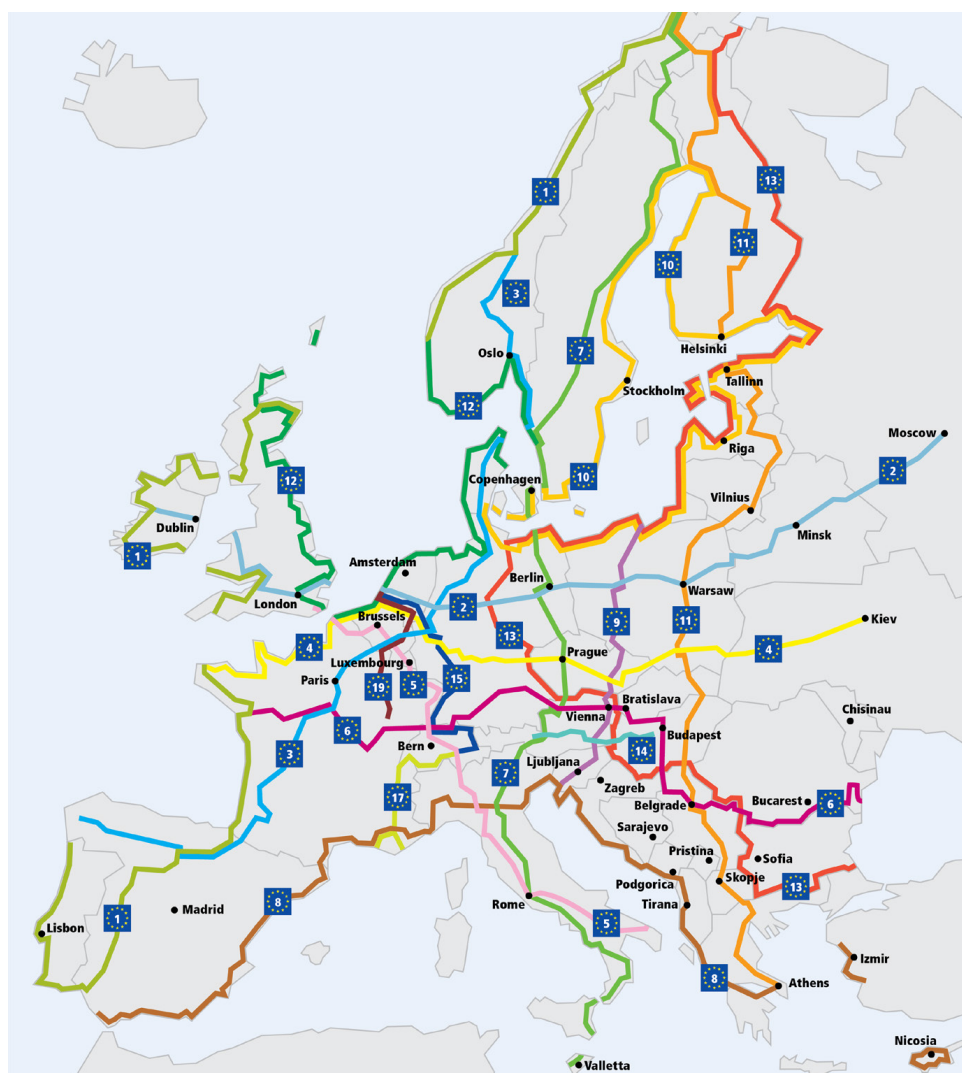 1
13
11
10
3
Helsinki
7
Oslo
Tallinn
Stockholm
12
Moscow
Riga
2
12
10
Copenhagen
Vilnius
Dublin
Minsk
1
Amsterdam
Berlin
Warsaw
London
2
Brussels
9
11
Kiev
13
4
4
Prague
Luxembourg
15
Paris
5
19
Bratislava
Chisinau
Vienna
6
Budapest
Bern
14
3
Ljubljana
7
Zagreb
17
Bucarest
6
Belgrade
Sarajevo
Pristina
Sofia
Podgorica
Skopje
13
8
Rome
Tirana
Madrid
1
5
Lisbon
Izmir
8
Athens
Nicosia
Valletta